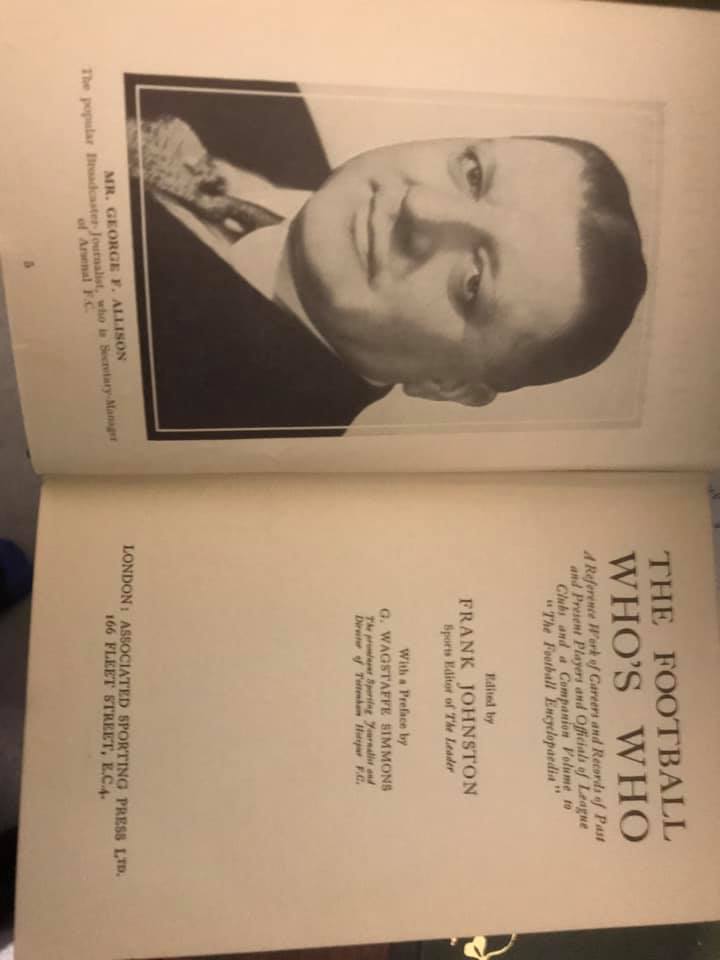 MR. GEORGE F. ALLISON
The popular Broadcaster-Journalist, who is Secretary-Manager
of Arsenal F.C.
5
THE FOOTBALL
WHO'S WHO
A Reference Work of Careers and Records of Past
and Present Players and Officials of League
Clubs and a Companion Volume to
"The Football Encyclopaedia"
Edited by
FRANK JOHNSTON
Sports Editor of The Leader
With a Preface by
G. WAGSTAFFE SIMMONS
The prominent Sporting Journalist and
Director of Tottenham Hotspur F.C.
LONDON: ASSOCIATED SPORTING PRESS LTD.
166 FLEET STREET, E.C.4.